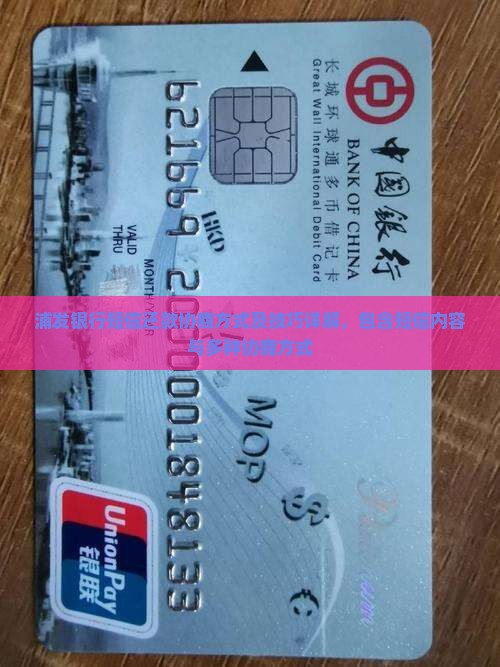 中国银行
BANK OF CHINA
长城环球通多币借记卡
Great Wall International Debit Card
621669
HKD
VALID
THRU
MOP
$
€
UnionPay
银联
浦发银行短信还款协商方式及技巧详解，包含短信内容
与多种协商方式